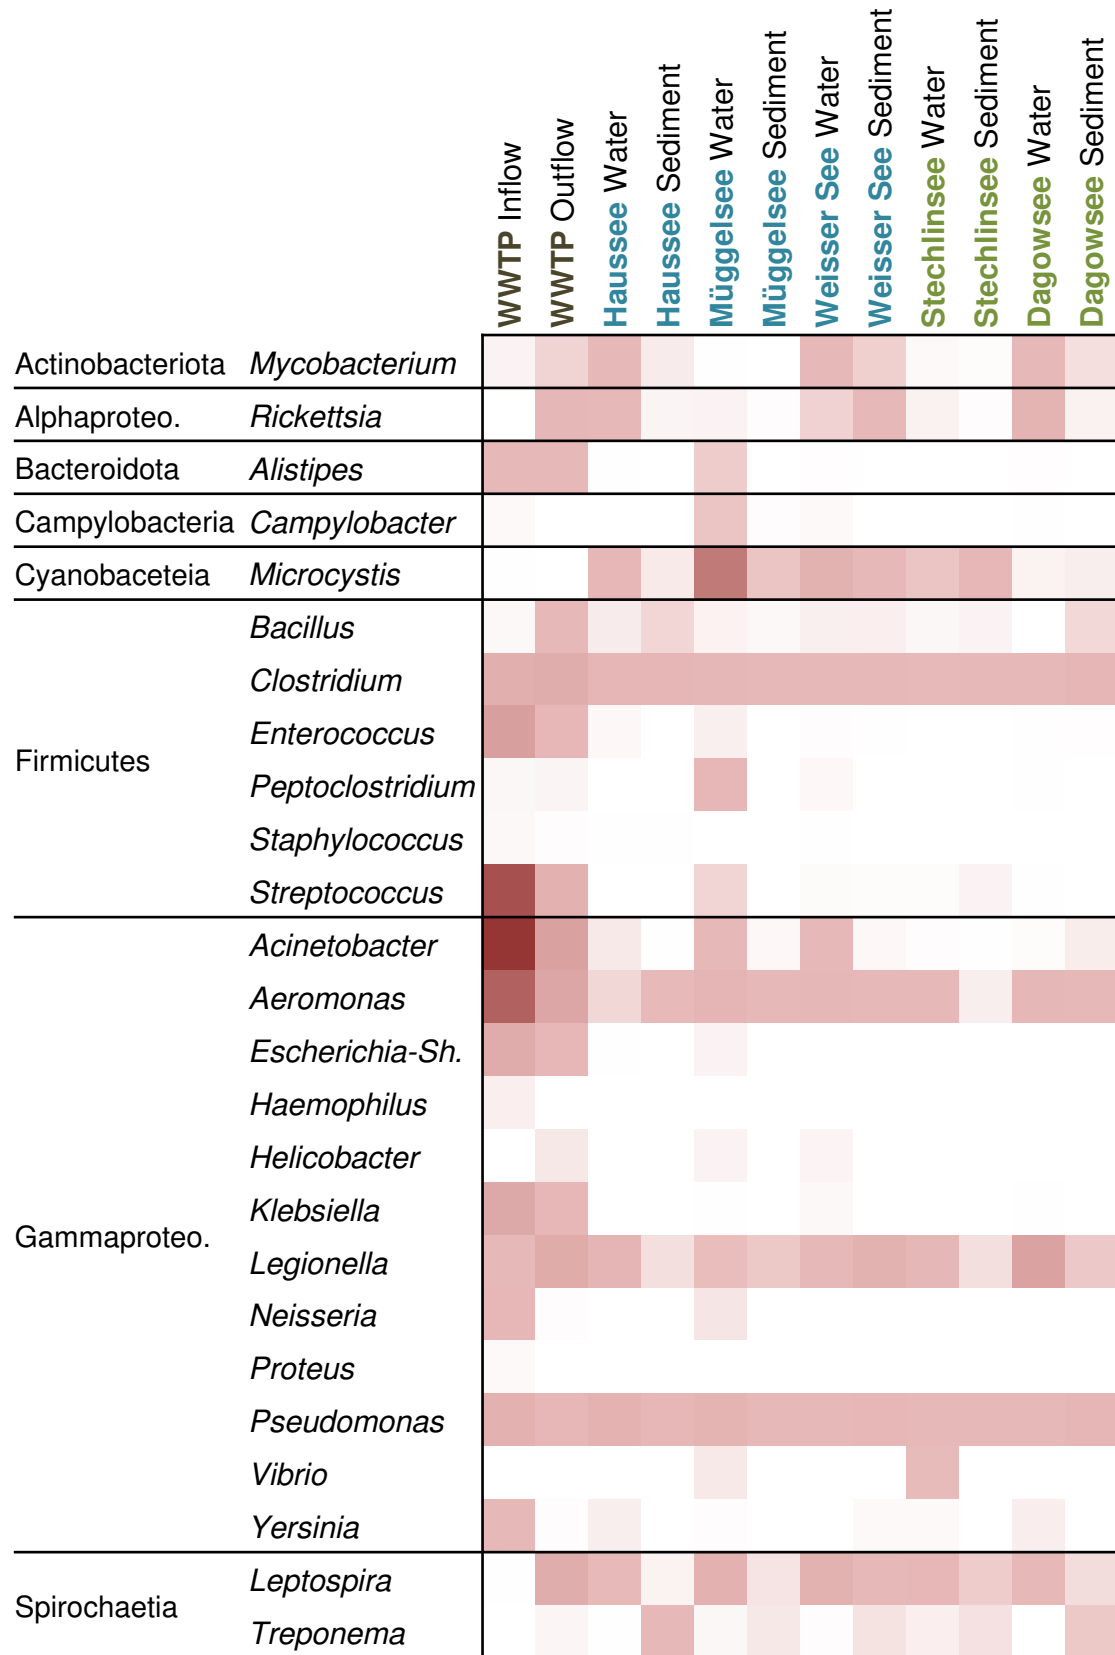 WWTP Inflow
WWTP Outflow
Haussee Water
Haussee Sediment
Müggelsee Water
Müggelsee Sediment
Weisser See Water
Weisser See Sediment
Stechlinsee Water
Stechlinsee Sediment
Dagowsee Water
Dagowsee Sediment
Actinobacteriota Mycobacterium
Alphaproteo. Rickettsia
Bacteroidota Alistipes
Campylobacteria Campylobacter
Cyanobaceteia Microcystis
Firmicutes
Bacillus
Clostridium
Enterococcus
Peptoclostridium
Staphylococcus
Streptococcus
Gammaproteo.
Acinetobacter
Aeromonas
Escherichia-Sh.
Haemophilus
Helicobacter
Klebsiella
Legionella
Neisseria
Proteus
Pseudomonas
Vibrio
Yersinia
Spirochaetia
Leptospira
Treponema